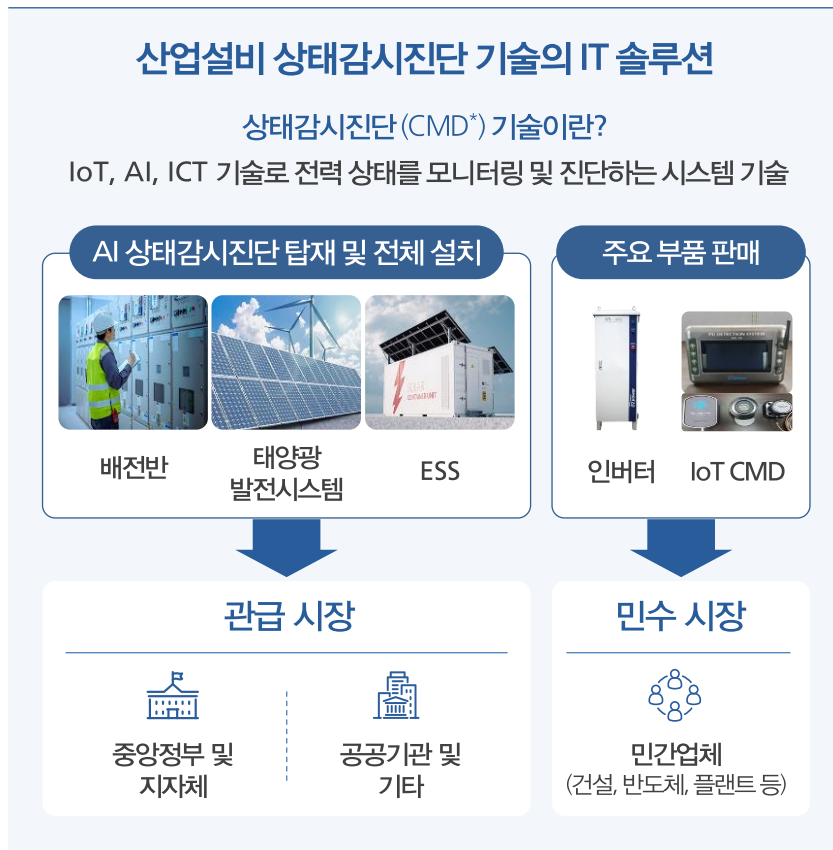 산업설비 상태감시진단 기술의 IT 솔루션
상태감시진단(CMD*) 기술이란?
IoT, AI, ICT 기술로 전력 상태를 모니터링 및 진단하는 시스템 기술
AI 상태감시진단 탑재 및 전체 설치
주요 부품 판매
SOLAR
CONTAINER UNIT
PD DETECTION SYSTEM
배전반
태양광
발전시스템
ESS
인버터
IoT CMD
관급 시장
민수 시장
중앙정부 및
지자체
공공기관 및
기타
민간업체
(건설, 반도체, 플랜트 등)